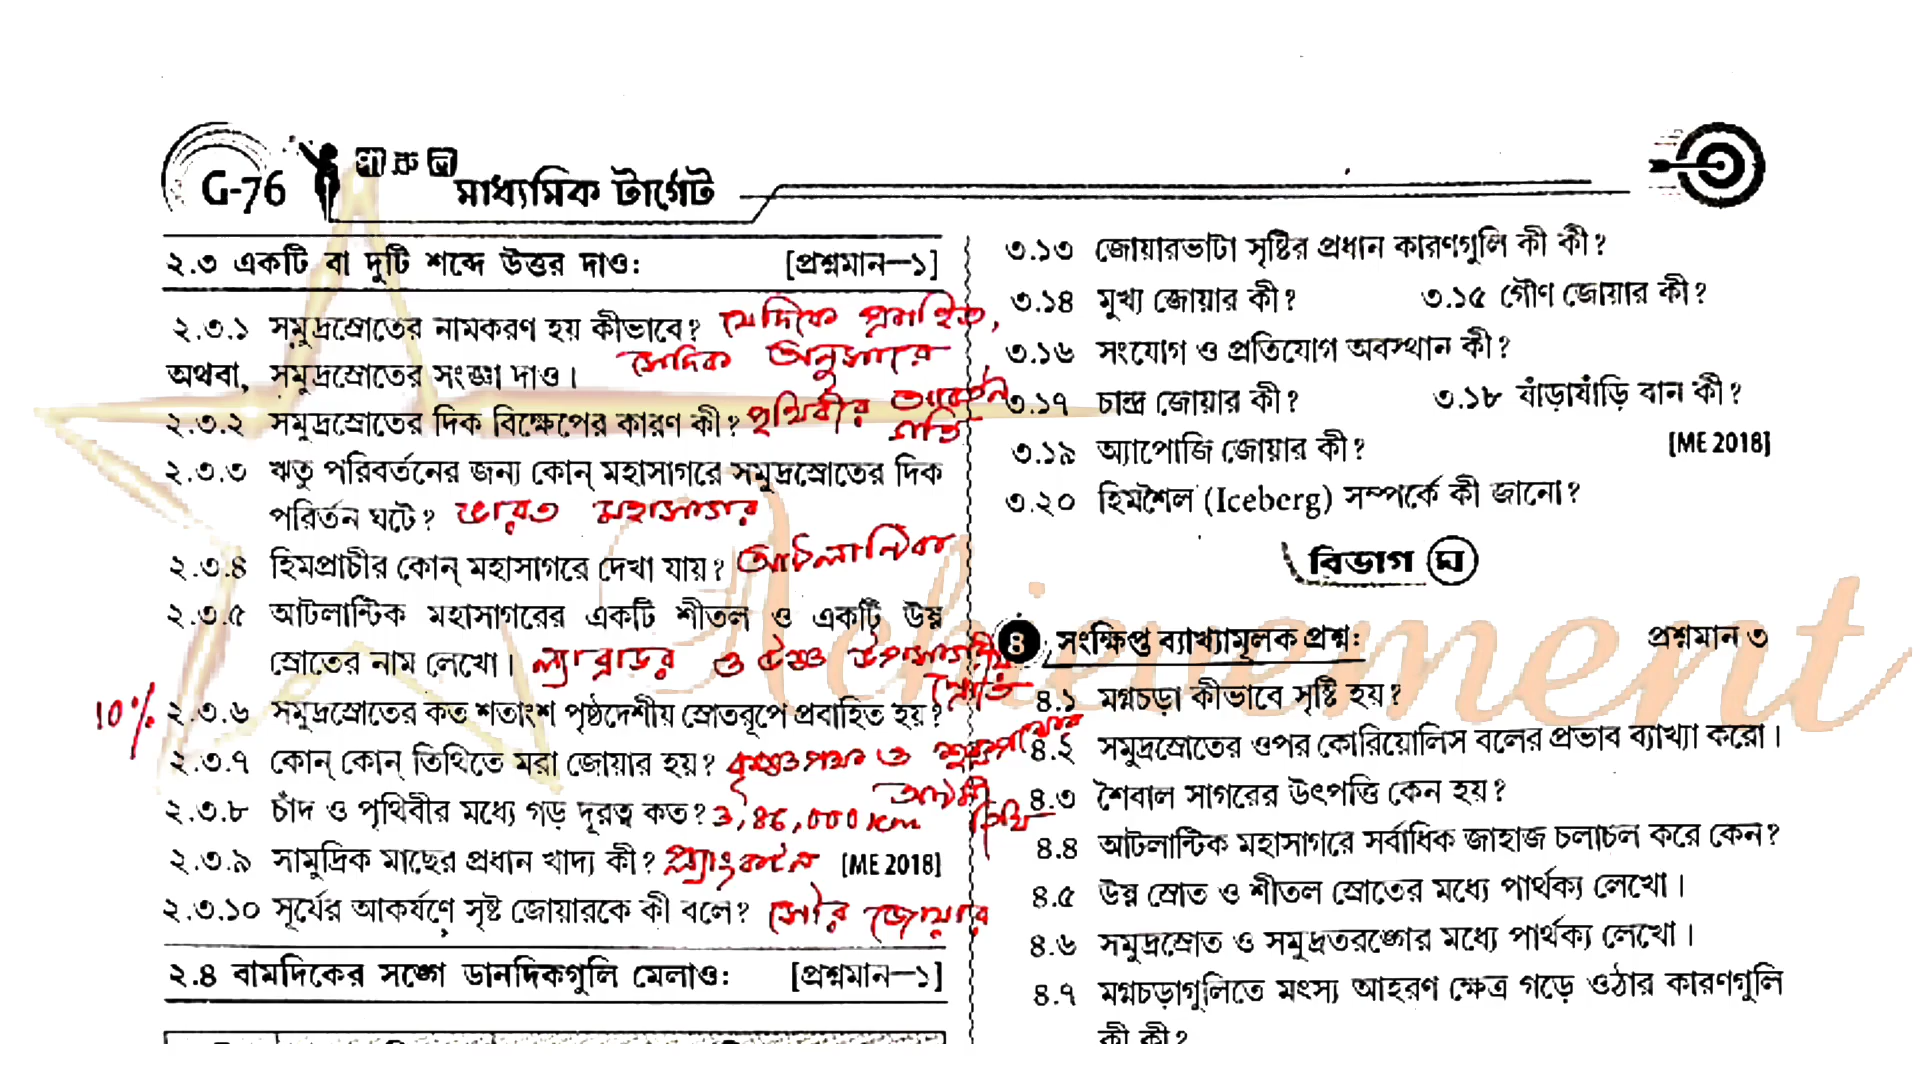 G-76 পারুল মাধ্যমিক টার্গেট
২.৩ একটি বা দুটি শব্দে উত্তর দাও: [প্রশ্নমান—১]
২.৩.১ সমুদ্রস্রোতের নামকরণ হয় কীভাবে? যেদিকে প্রবাহিত,
সেদিক অনুসারে
অথবা, সমুদ্রস্রোতের সংজ্ঞা দাও।
২.৩.২ সমুদ্রস্রোতের দিক বিক্ষেপের কারণ কী? পৃথিবীর আবর্তন
গতি
২.৩.৩ ঋতু পরিবর্তনের জন্য কোন্ মহাসাগরে সমুদ্রস্রোতের দিক
পরির্তন ঘটে? ভারত মহাসাগর
২.৩.৪ হিমপ্রাচীর কোন্ মহাসাগরে দেখা যায়? আটলান্টিক
২.৩.৫ আটলান্টিক মহাসাগরের একটি শীতল ও একটি উষ্ণ
স্রোতের নাম লেখো। ল্যাব্রাডর ও উষ্ণ উপসাগরীয়
স্রোত
10% ২.৩.৬ সমুদ্রস্রোতের কত শতাংশ পৃষ্ঠদেশীয় স্রোতরূপে প্রবাহিত হয়?
২.৩.৭ কোন্ কোন্ তিথিতে মরা জোয়ার হয়? কৃষ্ণপক্ষ ও শুক্লপক্ষের
অষ্টমী
২.৩.৮ চাঁদ ও পৃথিবীর মধ্যে গড় দূরত্ব কত? 3,84,000 km তিথি
২.৩.৯ সামুদ্রিক মাছের প্রধান খাদ্য কী? প্ল্যাংকটন [ME 2018]
২.৩.১০ সূর্যের আকর্ষণে সৃষ্ট জোয়ারকে কী বলে? সৌর জোয়ার
২.৪ বামদিকের সঙ্গে ডানদিকগুলি মেলাও: [প্রশ্নমান—১]
৩.১৩ জোয়ারভাটা সৃষ্টির প্রধান কারণগুলি কী কী?
৩.১৪ মুখ্য জোয়ার কী? ৩.১৫ গৌণ জোয়ার কী?
৩.১৬ সংযোগ ও প্রতিযোগ অবস্থান কী?
৩.১৭ চান্দ্র জোয়ার কী? ৩.১৮ ষাঁড়াষাঁড়ি বান কী?
৩.১৯ অ্যাপোজি জোয়ার কী? [ME 2018]
৩.২০ হিমশৈল (Iceberg) সম্পর্কে কী জানো?
বিভাগ ঘ
৪ সংক্ষিপ্ত ব্যাখ্যামূলক প্রশ্ন: প্রশ্নমান ৩
৪.১ মগ্নচড়া কীভাবে সৃষ্টি হয়?
৪.২ সমুদ্রস্রোতের ওপর কোরিয়োলিস বলের প্রভাব ব্যাখ্যা করো।
৪.৩ শৈবাল সাগরের উৎপত্তি কেন হয়?
৪.৪ আটলান্টিক মহাসাগরে সর্বাধিক জাহাজ চলাচল করে কেন?
৪.৫ উষ্ণ স্রোত ও শীতল স্রোতের মধ্যে পার্থক্য লেখো।
৪.৬ সমুদ্রস্রোত ও সমুদ্রতরঙ্গের মধ্যে পার্থক্য লেখো।
৪.৭ মগ্নচড়াগুলিতে মৎস্য আহরণ ক্ষেত্র গড়ে ওঠার কারণগুলি
কী কী?
Achievement